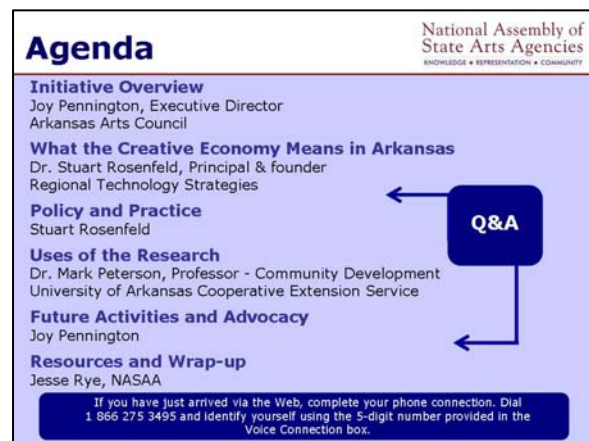 Agenda
National Assembly of
State Arts Agencies
KNOWLEDGE ★ REPRESENTATION ★ COMMUNITY
Initiative Overview
Joy Pennington, Executive Director
Arkansas Arts Council
What the Creative Economy Means in Arkansas
Dr. Stuart Rosenfeld, Principal & founder
Regional Technology Strategies
Policy and Practice
Stuart Rosenfeld
Q&A
Uses of the Research
Dr. Mark Peterson, Professor - Community Development
University of Arkansas Cooperative Extension Service
Future Activities and Advocacy
Joy Pennington
Resources and Wrap-up
Jesse Rye, NASAA
If you have just arrived via the Web, complete your phone connection. Dial
1 866 275 3495 and identify yourself using the 5-digit number provided in the
Voice Connection box.